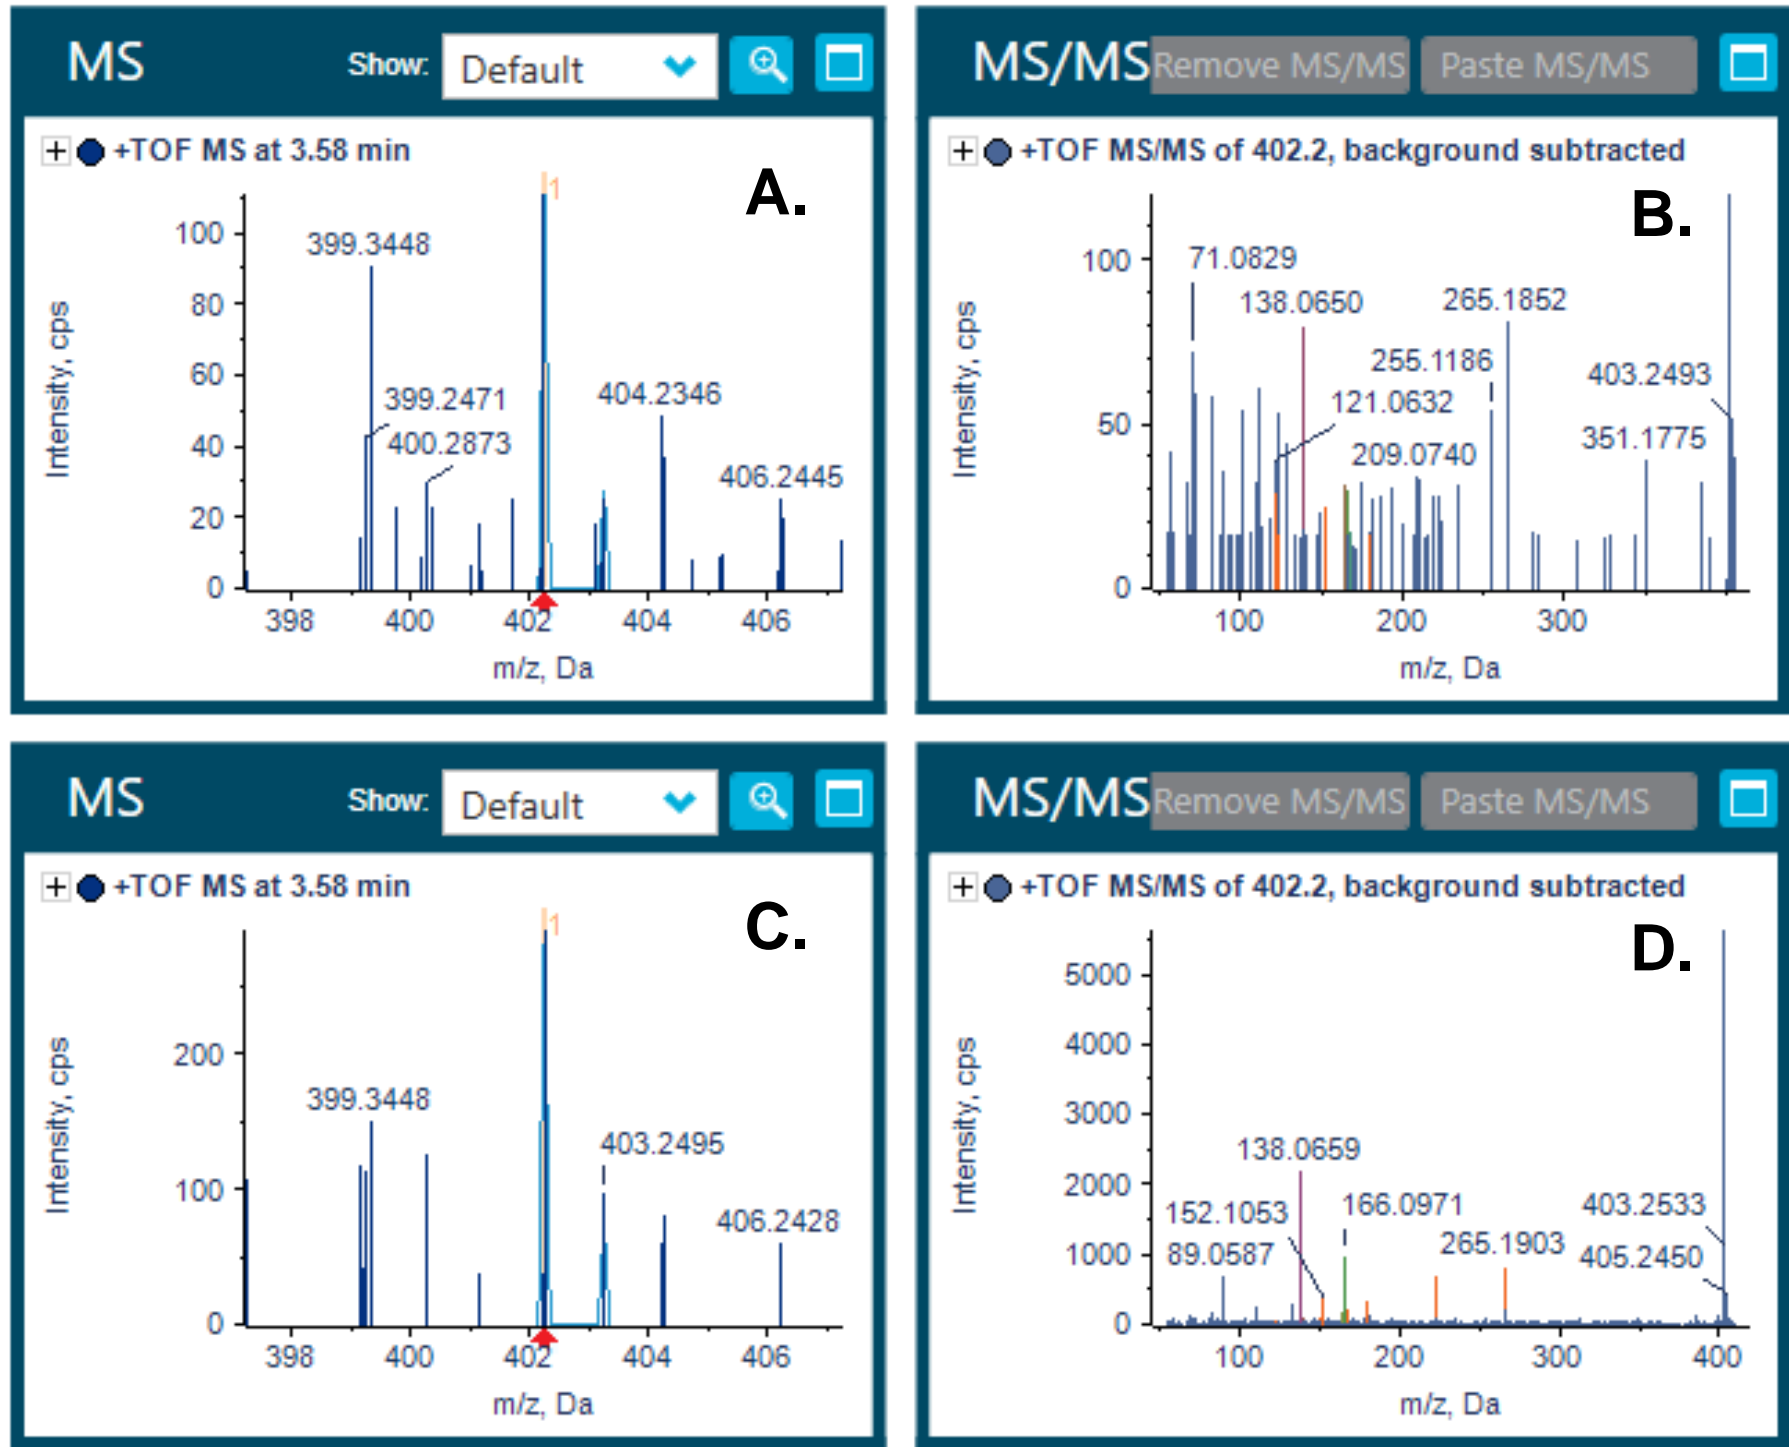 MS
Show:
Default
+TOF MS at 3.58 min
A.
1
399.3448
399.2471
400.2873
404.2346
406.2445
100
80
60
40
20
0
398
400
402
404
406
Intensity, cps
m/z, Da
MS/MS
Remove MS/MS
Paste MS/MS
+TOF MS/MS of 402.2, background subtracted
B.
71.0829
138.0650
265.1852
255.1186
121.0632
209.0740
403.2493
351.1775
100
50
0
100
200
300
Intensity, cps
m/z, Da
MS
Show:
Default
+TOF MS at 3.58 min
C.
1
399.3448
403.2495
406.2428
200
100
0
398
400
402
404
406
Intensity, cps
m/z, Da
MS/MS
Remove MS/MS
Paste MS/MS
+TOF MS/MS of 402.2, background subtracted
D.
138.0659
152.1053
166.0971
89.0587
265.1903
403.2533
405.2450
5000
4000
3000
2000
1000
0
100
200
300
400
Intensity, cps
m/z, Da